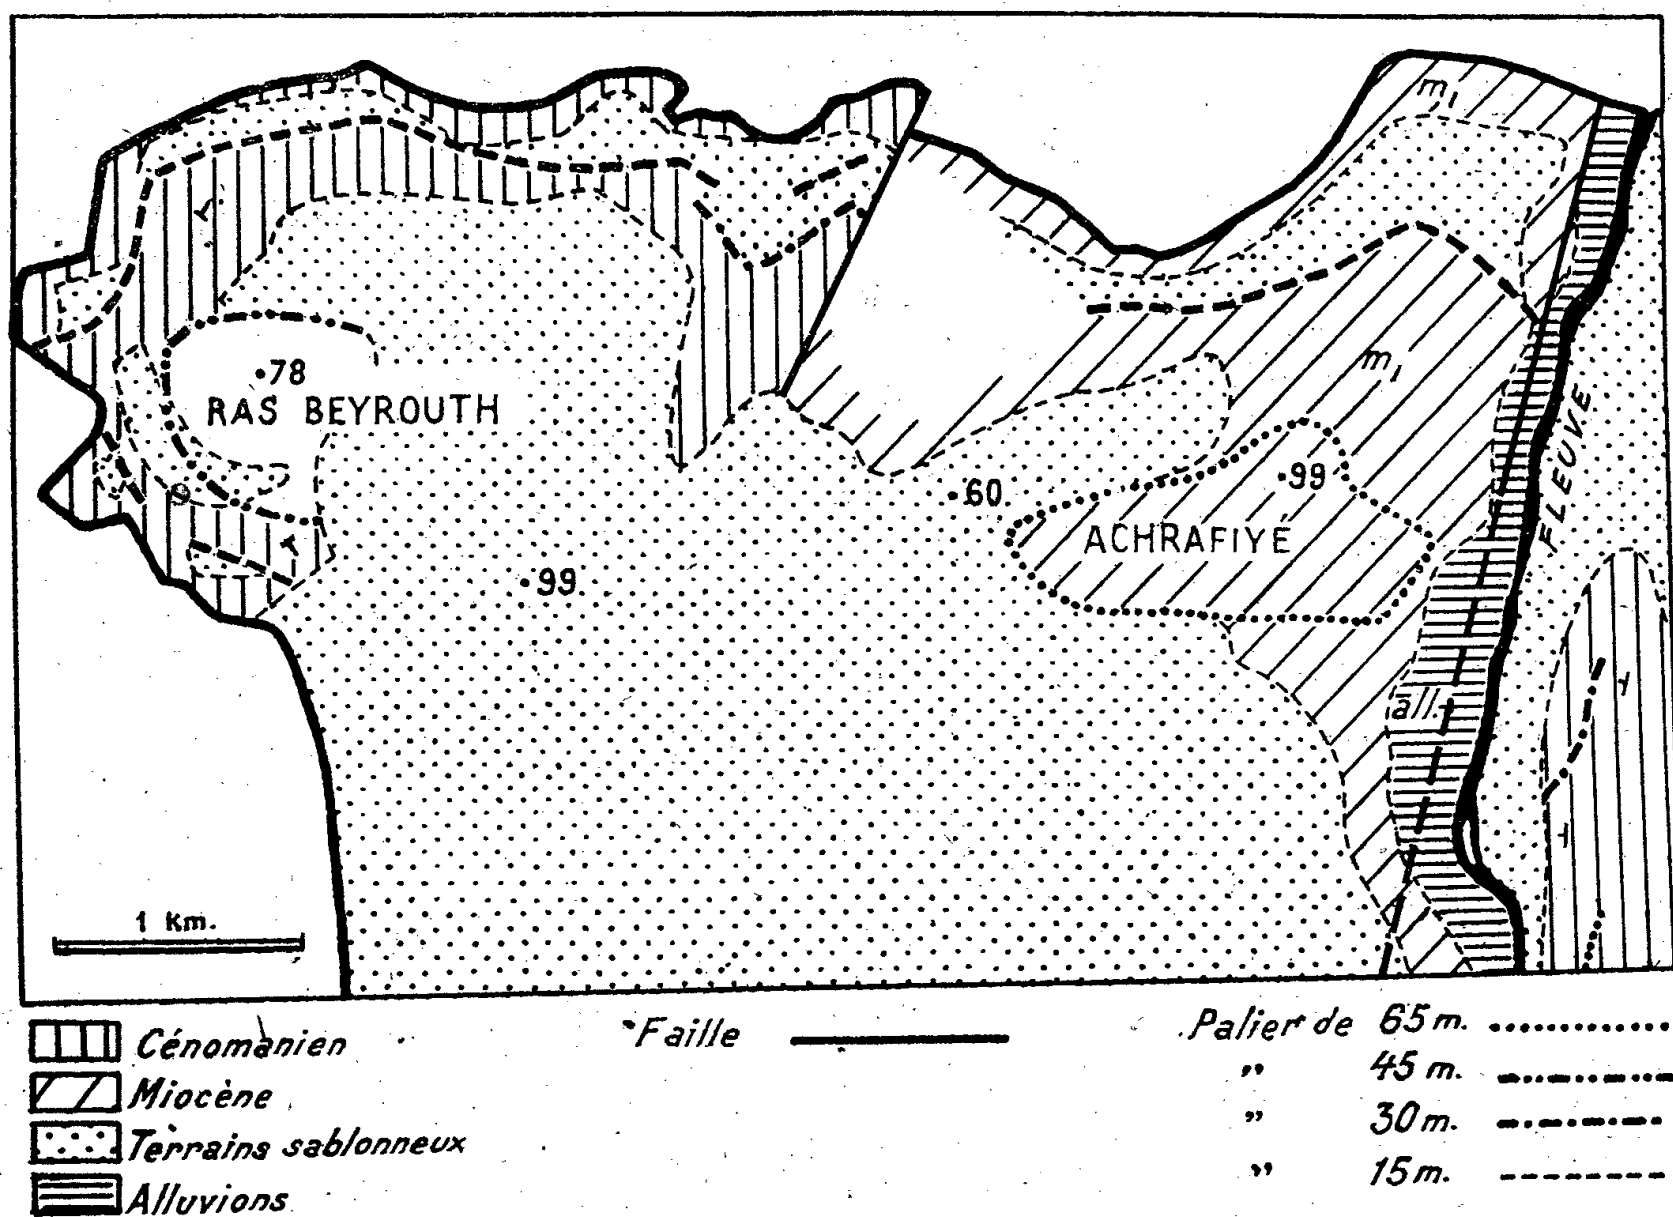 m1
78
RAS BEYROUTH
m1
99
60
ACHRAFIYE
FLEUVE
99
all.
1 Km.
Cénomanien
Miocène
Terrains sablonneux
Alluvions
Faille
Palier de 65 m.
" 45 m.
" 30 m.
" 15 m.